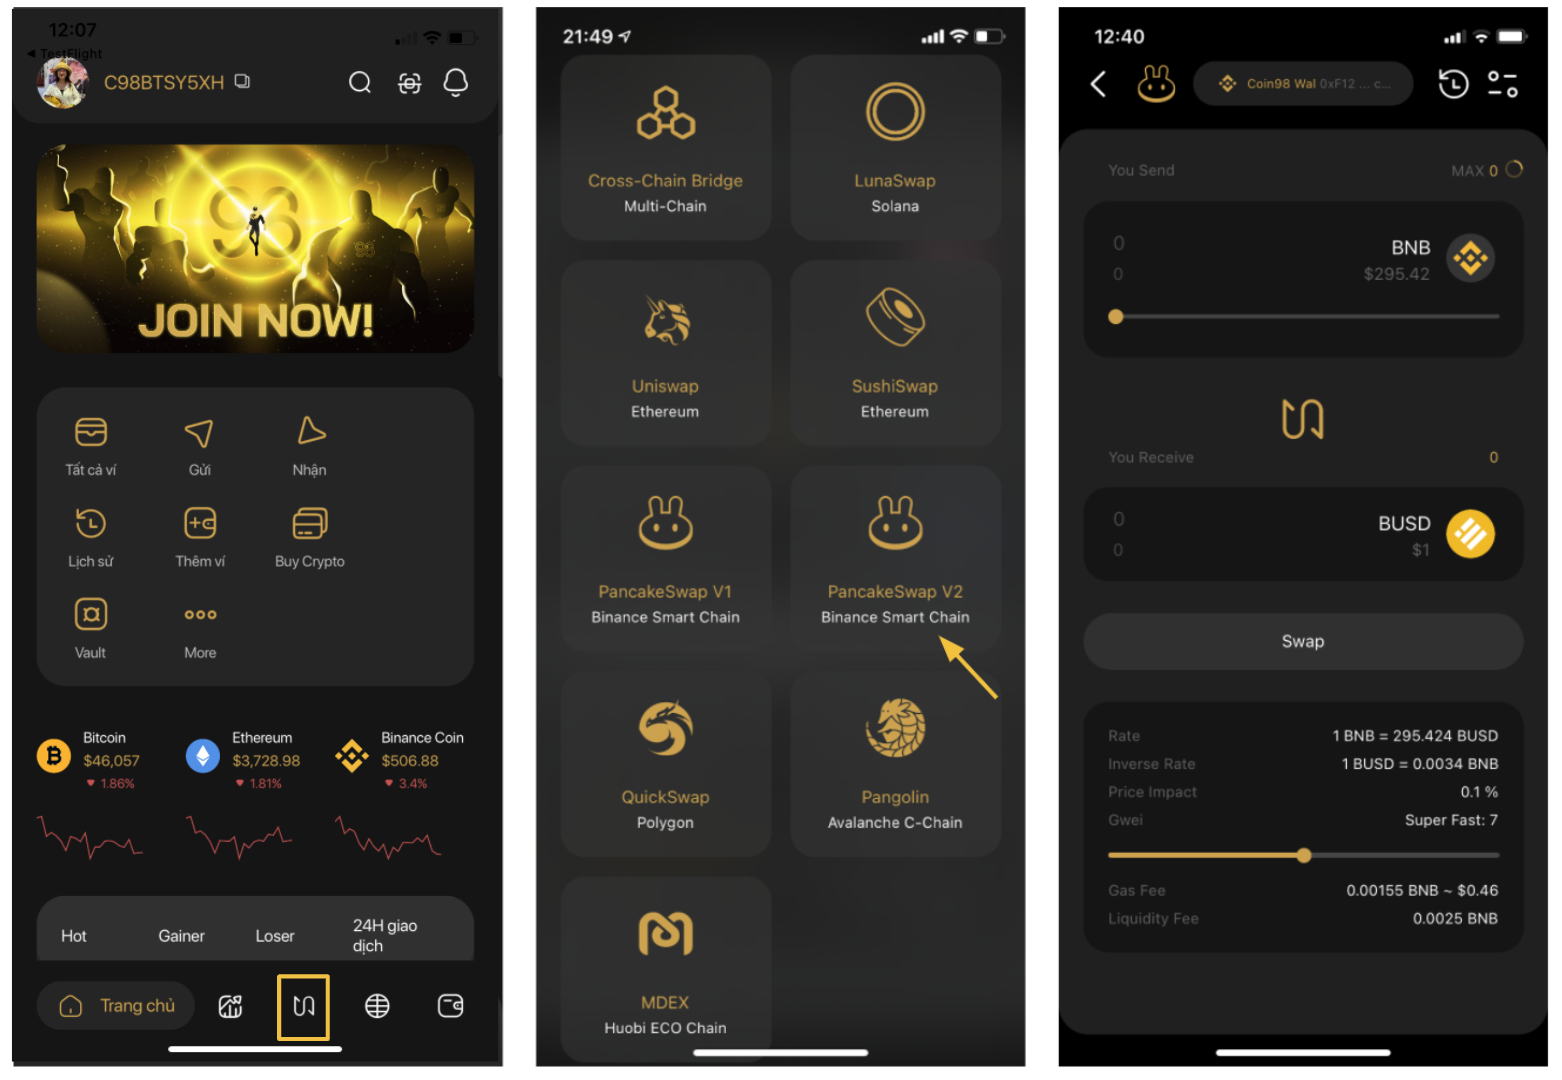 12:07
TestFlight
C98BTSY5XH
98
98
98
JOIN NOW!
Tất cả ví
Gửi
Nhận
Lịch sử
Thêm ví
Buy Crypto
Vault
More
Bitcoin
$46,057
1.86%
Ethereum
$3,728.98
1.81%
Binance Coin
$506.88
3.4%
Hot
Gainer
Loser
24H giao
dịch
Trang chủ
21:49
Cross-Chain Bridge
Multi-Chain
LunaSwap
Solana
Uniswap
Ethereum
SushiSwap
Ethereum
PancakeSwap V1
Binance Smart Chain
PancakeSwap V2
Binance Smart Chain
QuickSwap
Polygon
Pangolin
Avalanche C-Chain
MDEX
Huobi ECO Chain
12:40
Coin98 Wal 0xF12 ... c...
You Send
MAX 0
0
BNB
0
$295.42
You Receive
0
0
BUSD
0
$1
Swap
Rate
1 BNB = 295.424 BUSD
Inverse Rate
1 BUSD = 0.0034 BNB
Price Impact
0.1 %
Gwei
Super Fast: 7
Gas Fee
0.00155 BNB ~ $0.46
Liquidity Fee
0.0025 BNB